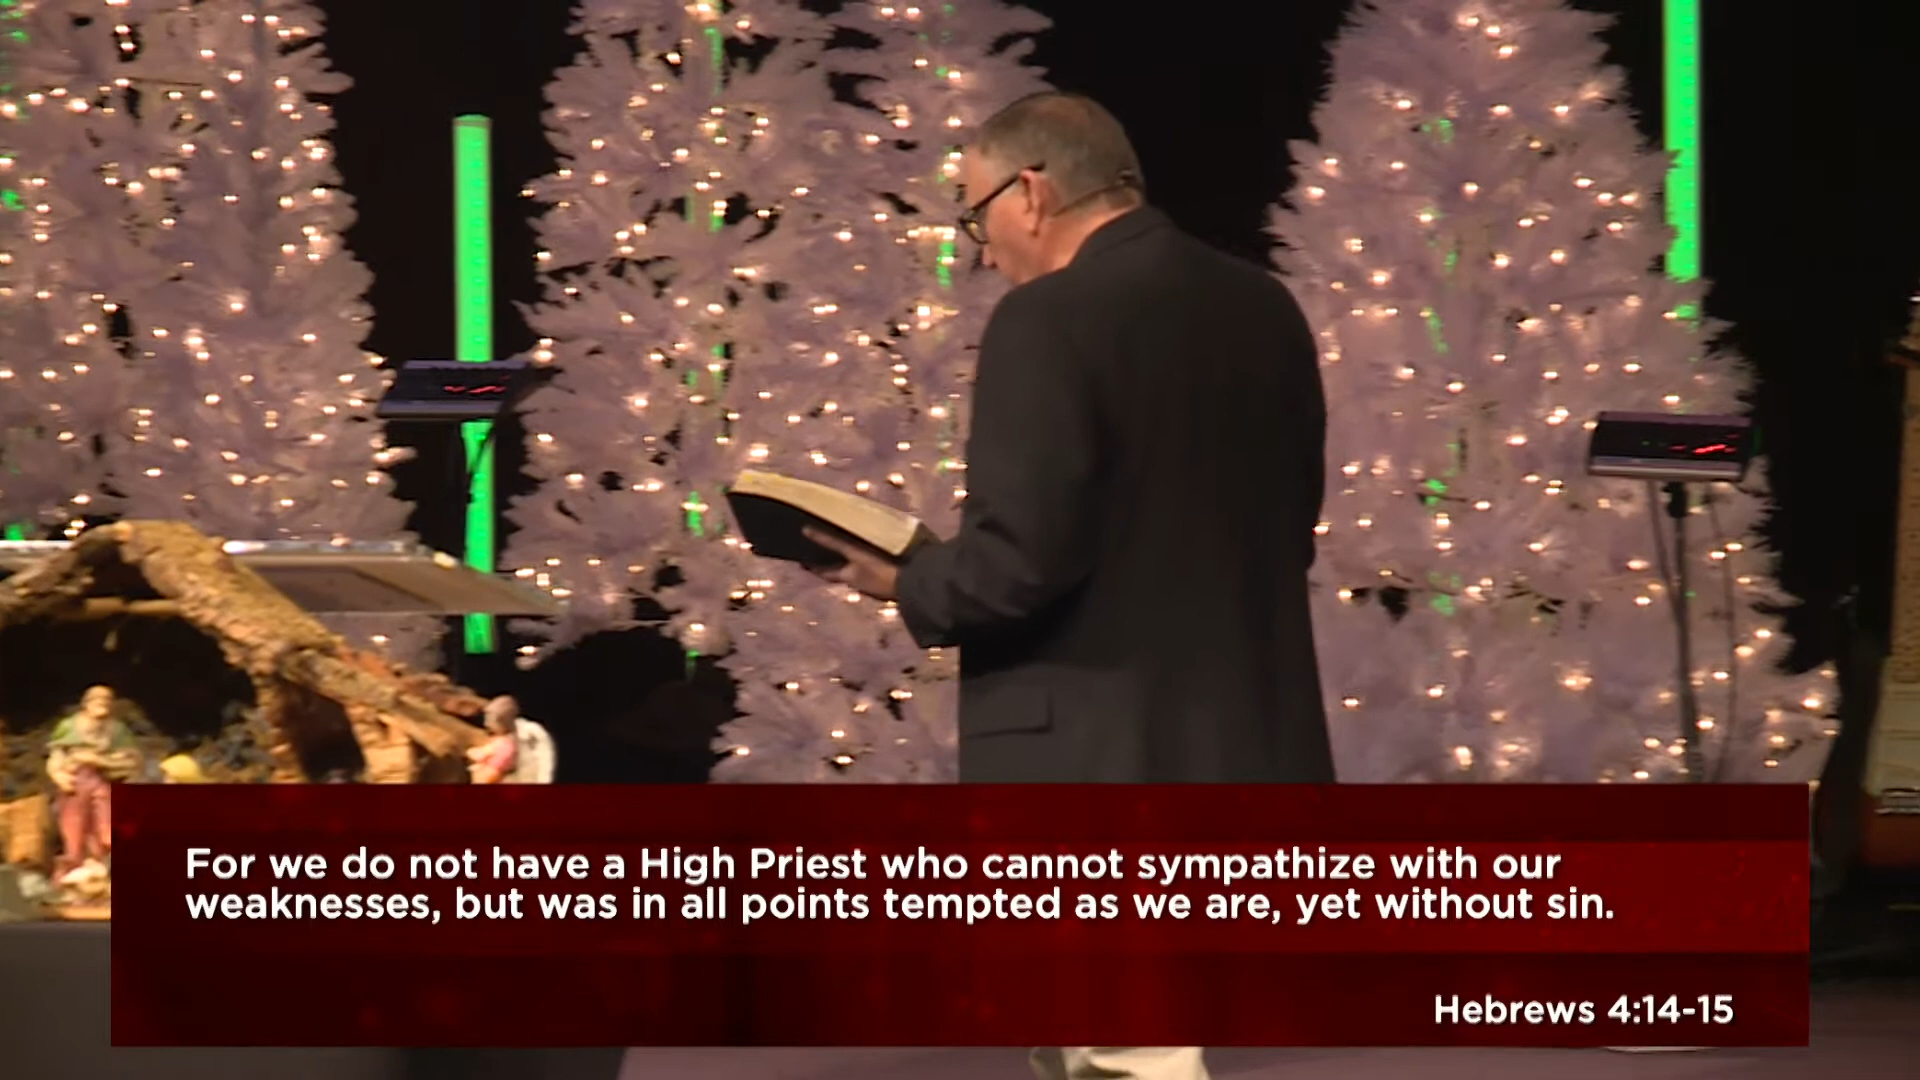 For we do not have a High Priest who cannot sympathize with our
weaknesses, but was in all points tempted as we are, yet without sin.
Hebrews 4:14-15